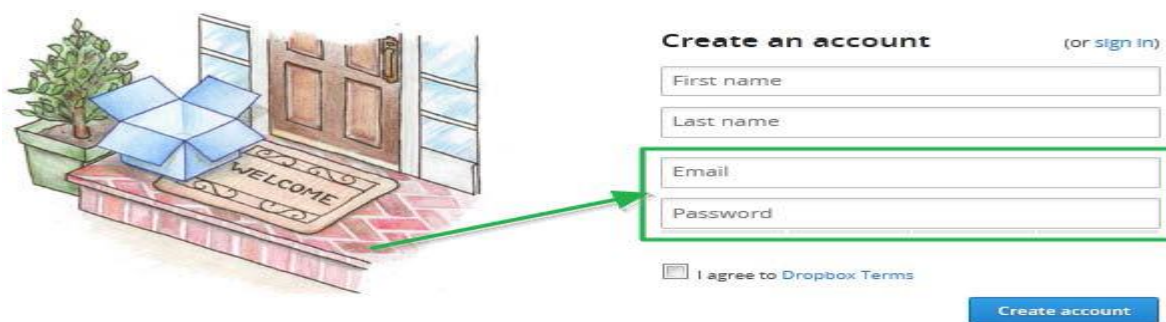 WELCOME
Create an account (or sign in)
First name
Last name
Email
Password
I agree to Dropbox Terms
Create account